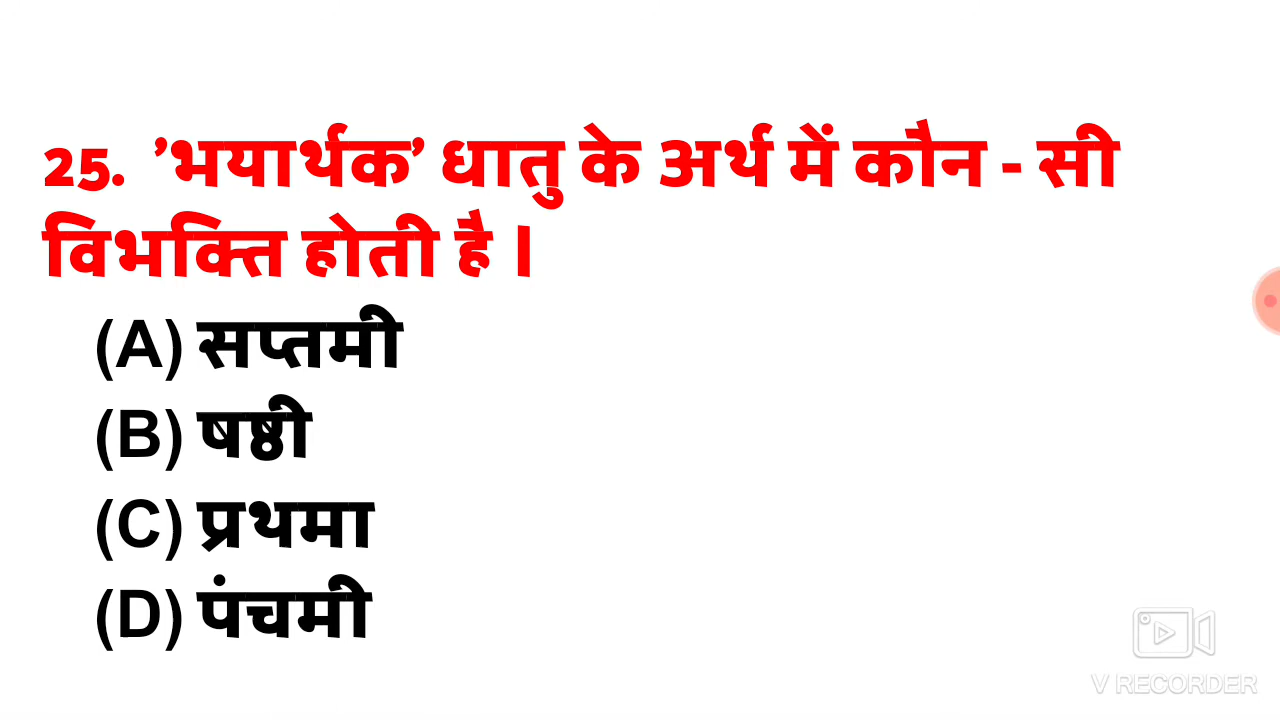 25. ’भयार्थक’ धातु के अर्थ में कौन - सी
विभक्ति होती है ।
(A) सप्तमी
(B) षष्ठी
(C) प्रथमा
(D) पंचमी
V RECORDER